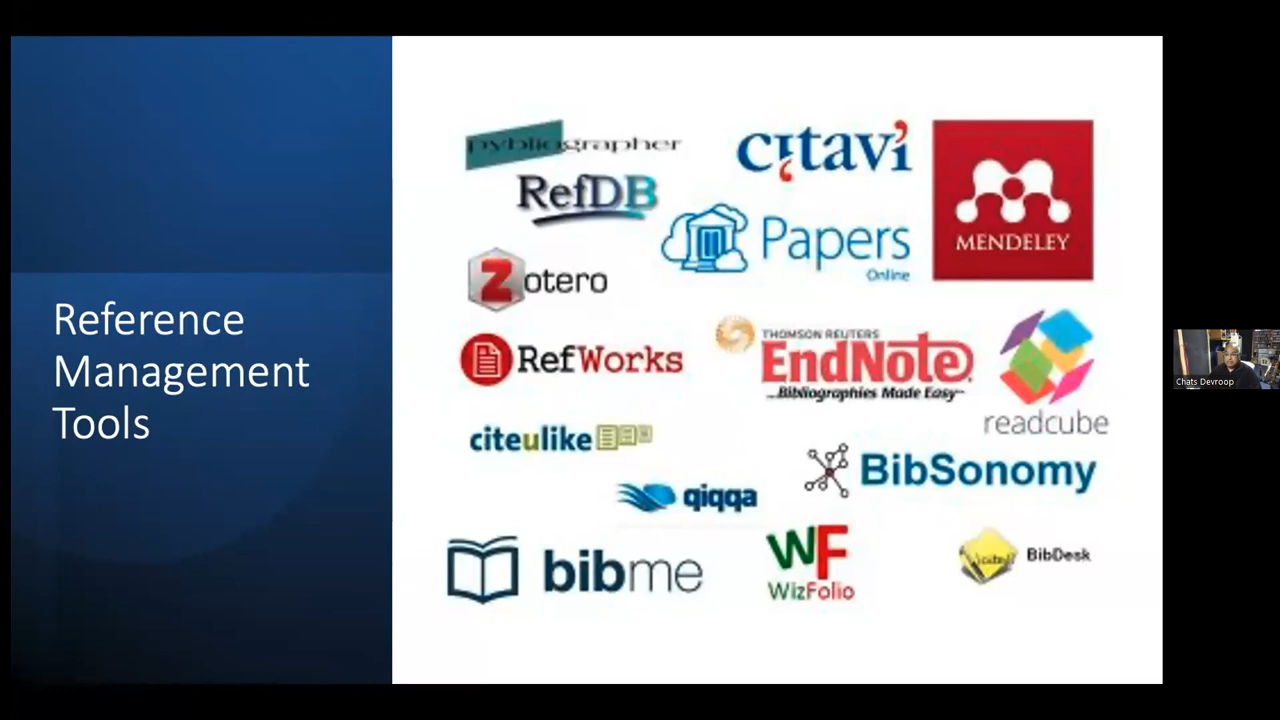 Reference
Management
Tools
pybliographer
RefDB
citavi
Papers
Online
MENDELEY
Zotero
RefWorks
THOMSON REUTERS
EndNote
...Bibliographies Made Easy
readcube
citeulike
BibSonomy
qiqqa
bibme
WF
WizFolio
BibDesk
Chats Devroop